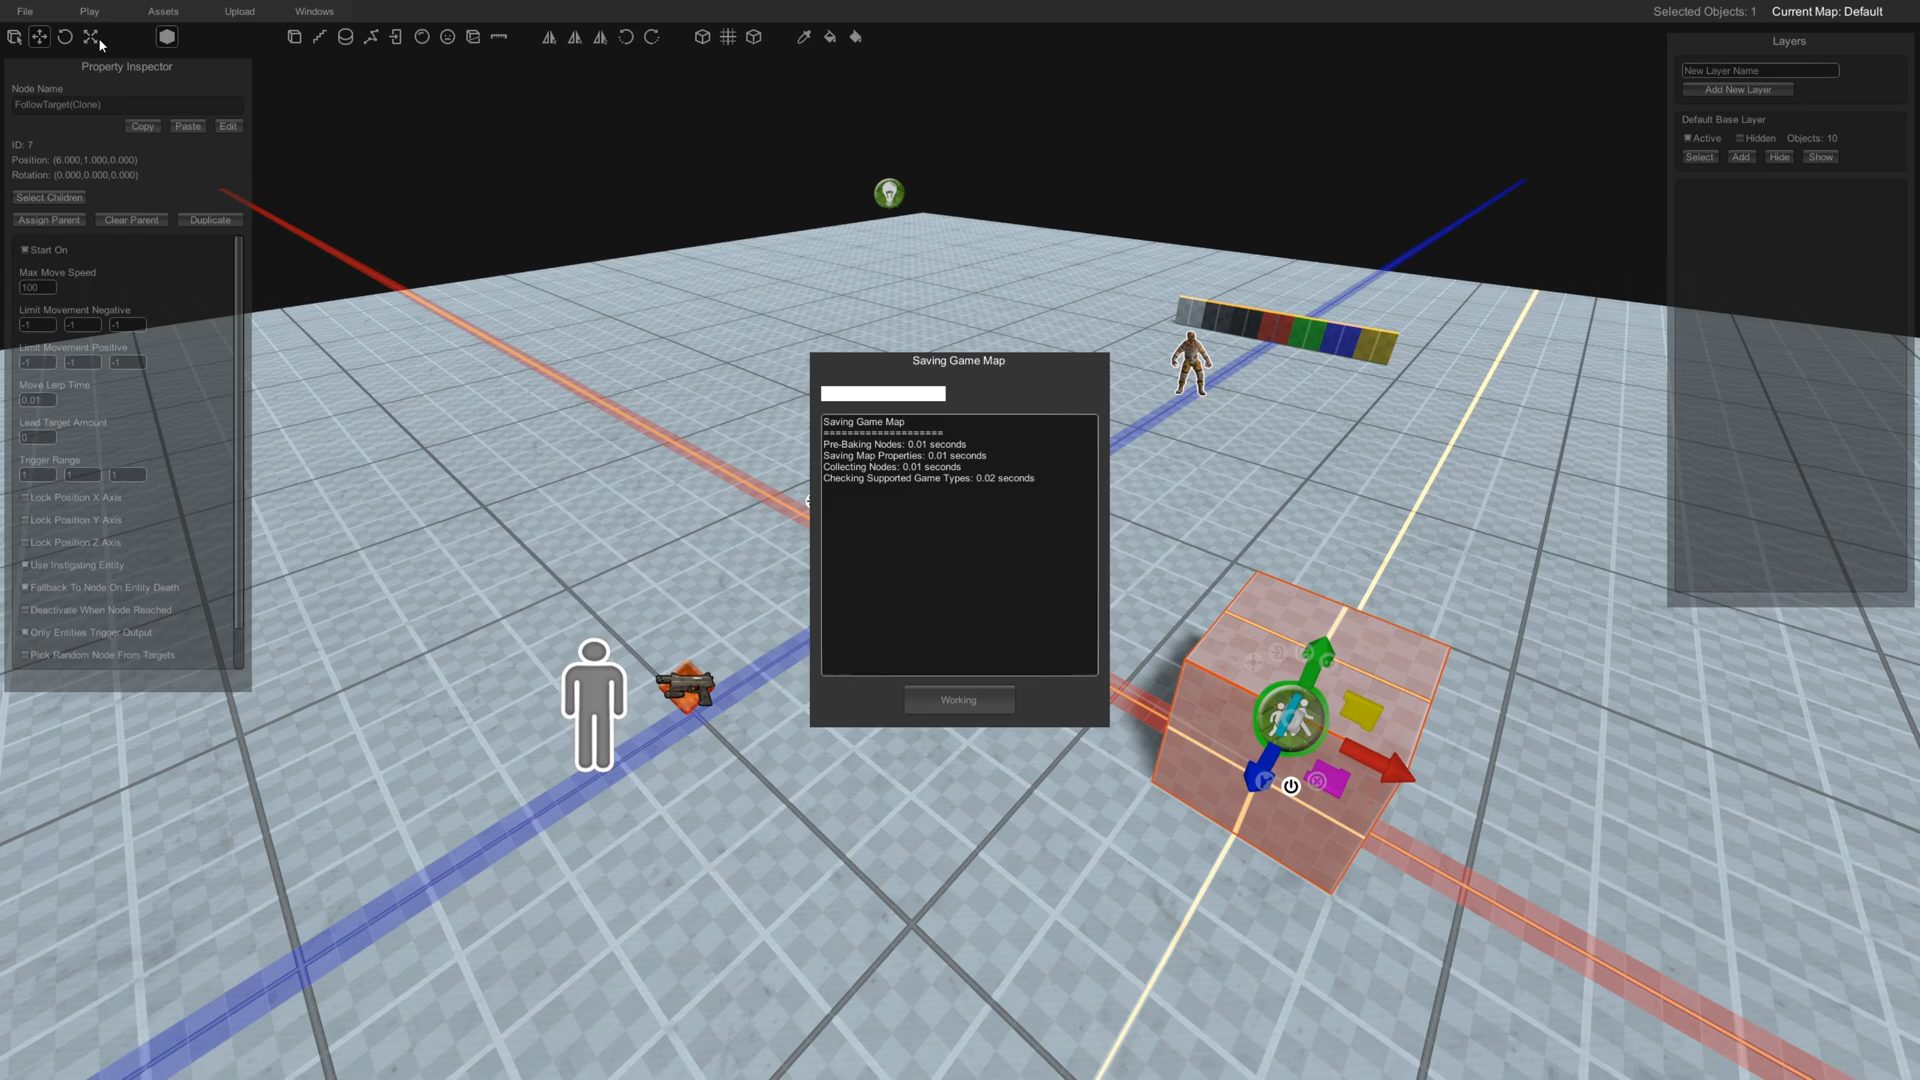 File Play Assets Upload Windows Selected Objects: 1 Current Map: Default
Property Inspector
Node Name
FollowTarget(Clone)
Copy Paste Edit
ID: 7
Position: (6.000,1.000,0.000)
Rotation: (0.000,0.000,0.000)
Select Children
Assign Parent Clear Parent Duplicate
Start On
Max Move Speed
100
Limit Movement Negative
-1 -1 -1
Limit Movement Positive
-1 -1 -1
Move Lerp Time
0.01
Lead Target Amount
0
Trigger Range
1 1 1
Lock Position X Axis
Lock Position Y Axis
Lock Position Z Axis
Use Instigating Entity
Fallback To Node On Entity Death
Deactivate When Node Reached
Only Entities Trigger Output
Pick Random Node From Targets
Saving Game Map
Saving Game Map
====================
Pre-Baking Nodes: 0.01 seconds
Saving Map Properties: 0.01 seconds
Collecting Nodes: 0.01 seconds
Checking Supported Game Types: 0.02 seconds
Working
Layers
New Layer Name
Add New Layer
Default Base Layer
Active Hidden Objects: 10
Select Add Hide Show